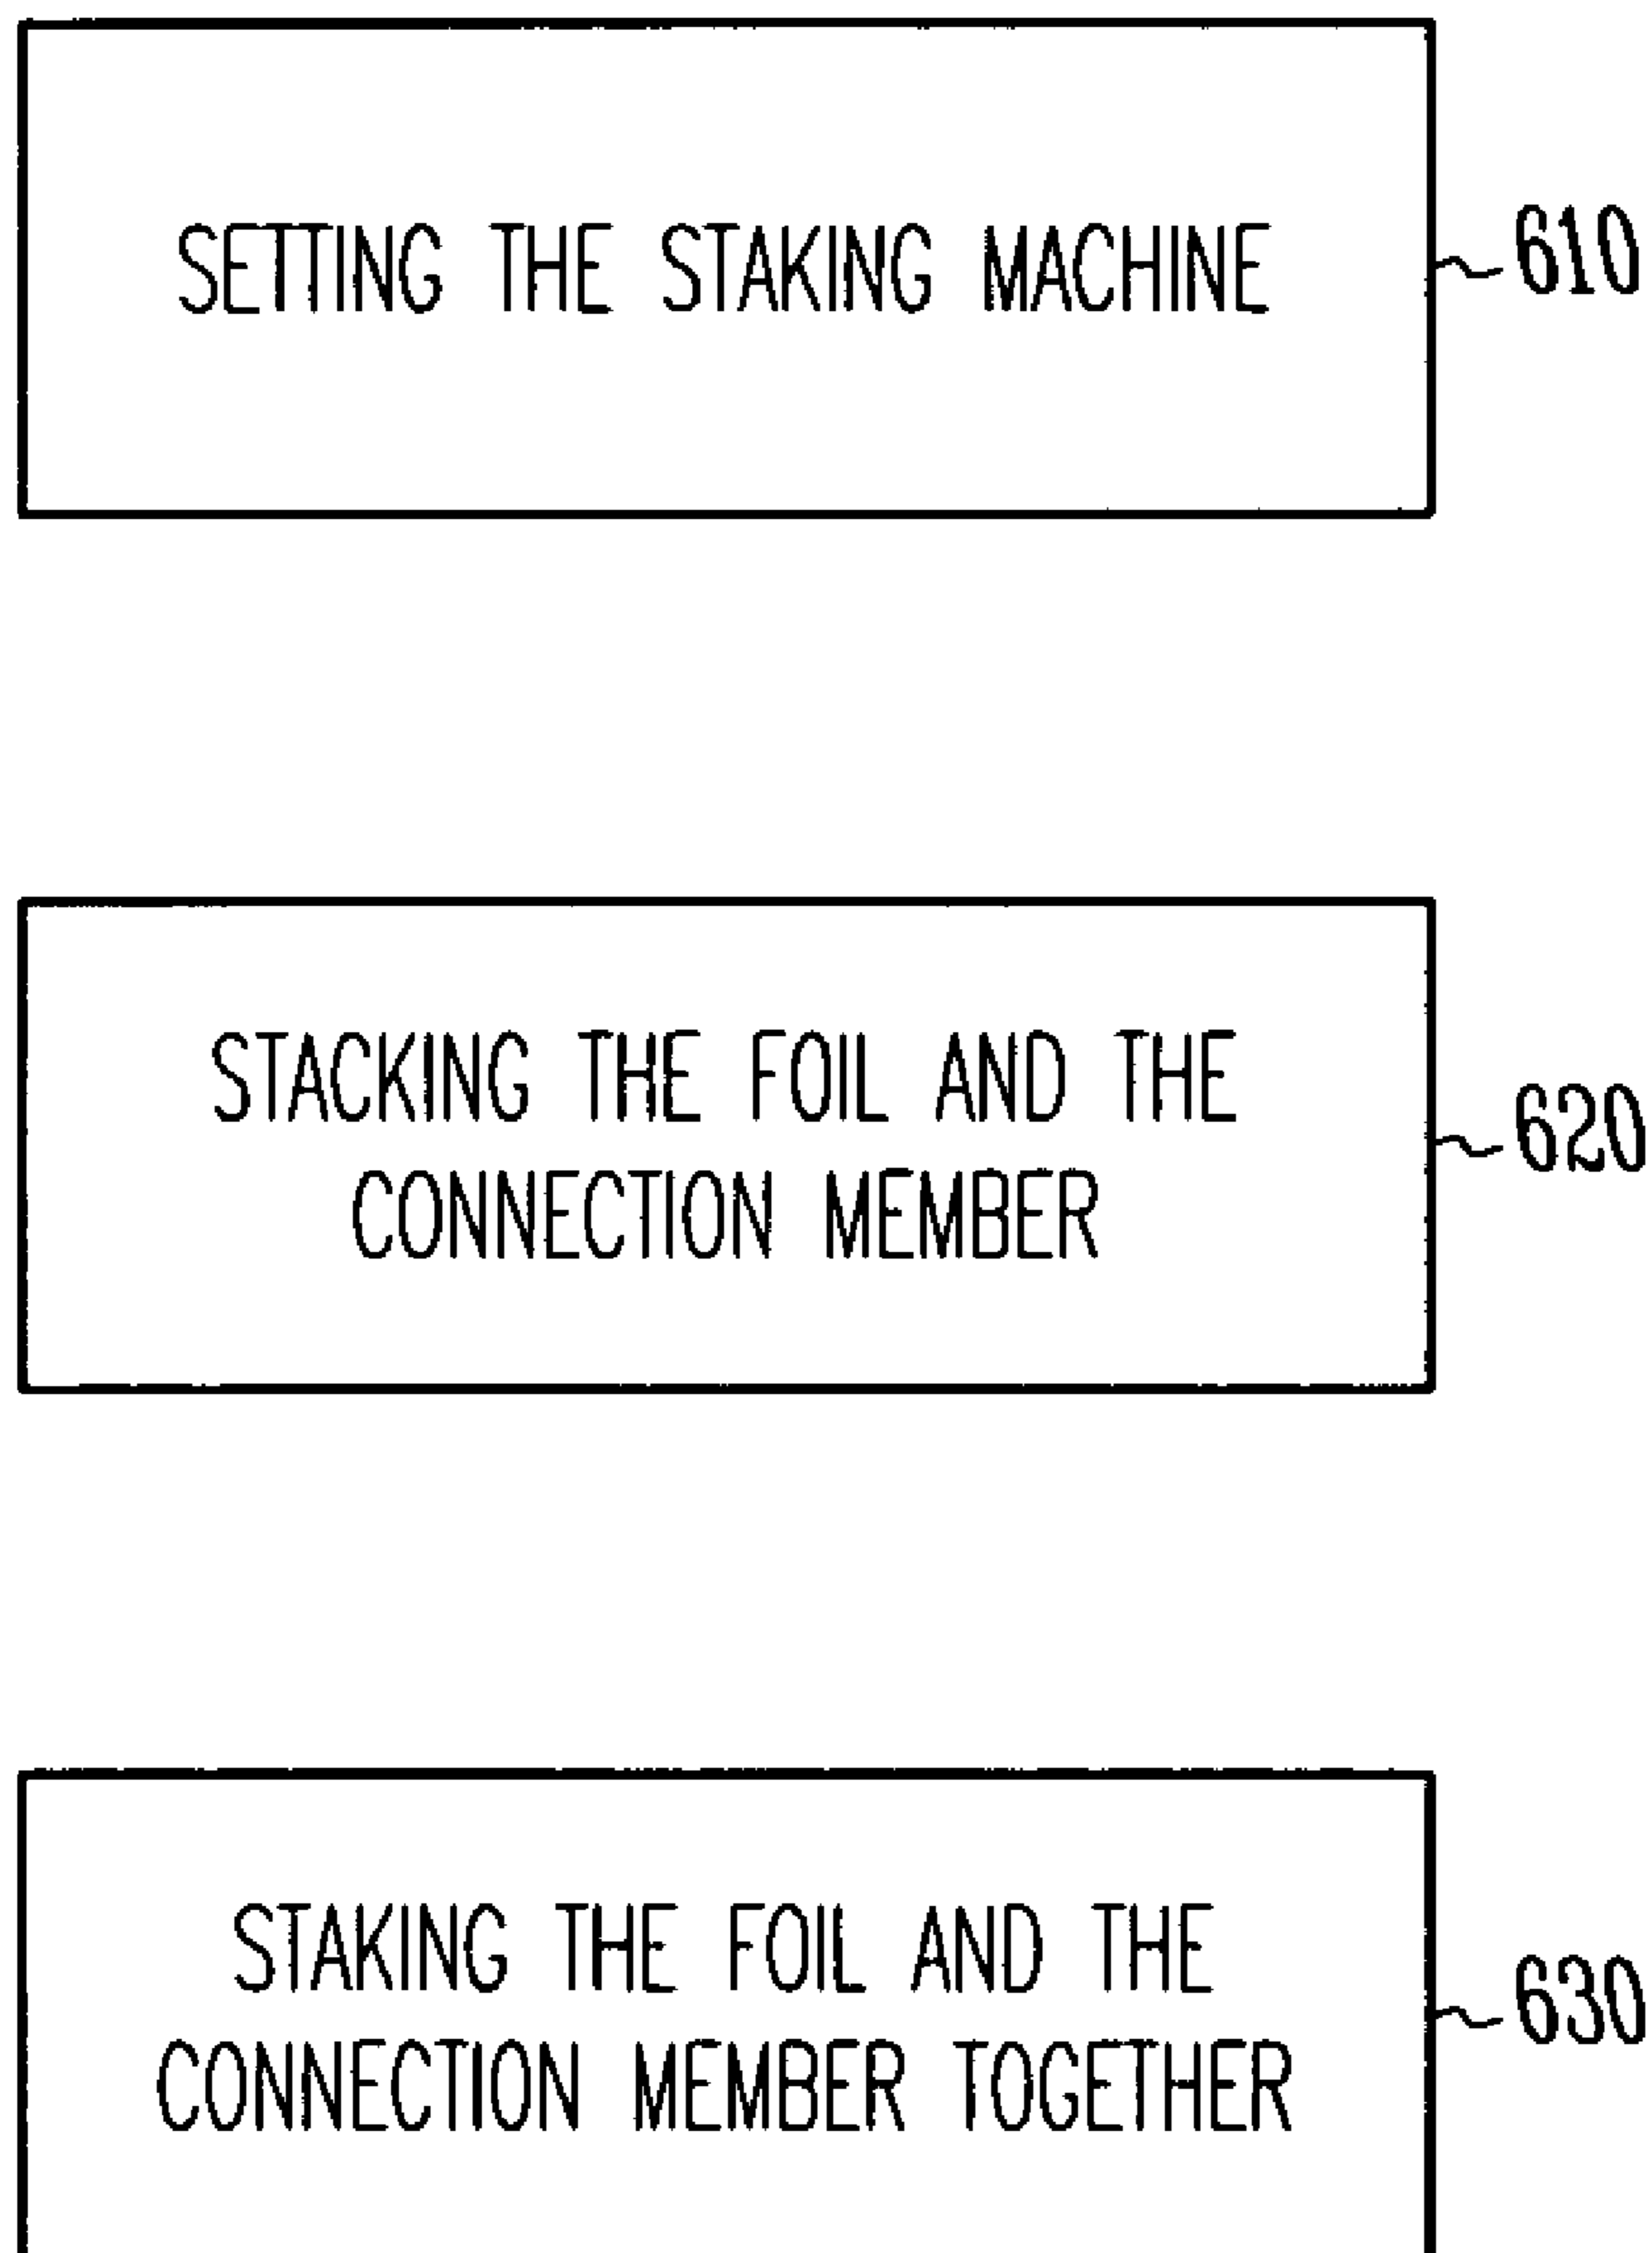 SETTING THE STAKING MACHINE
610
STACKING THE FOIL AND THE
CONNECTION MEMBER
620
STAKING THE FOIL AND THE
CONNECTION MEMBER TOGETHER
630